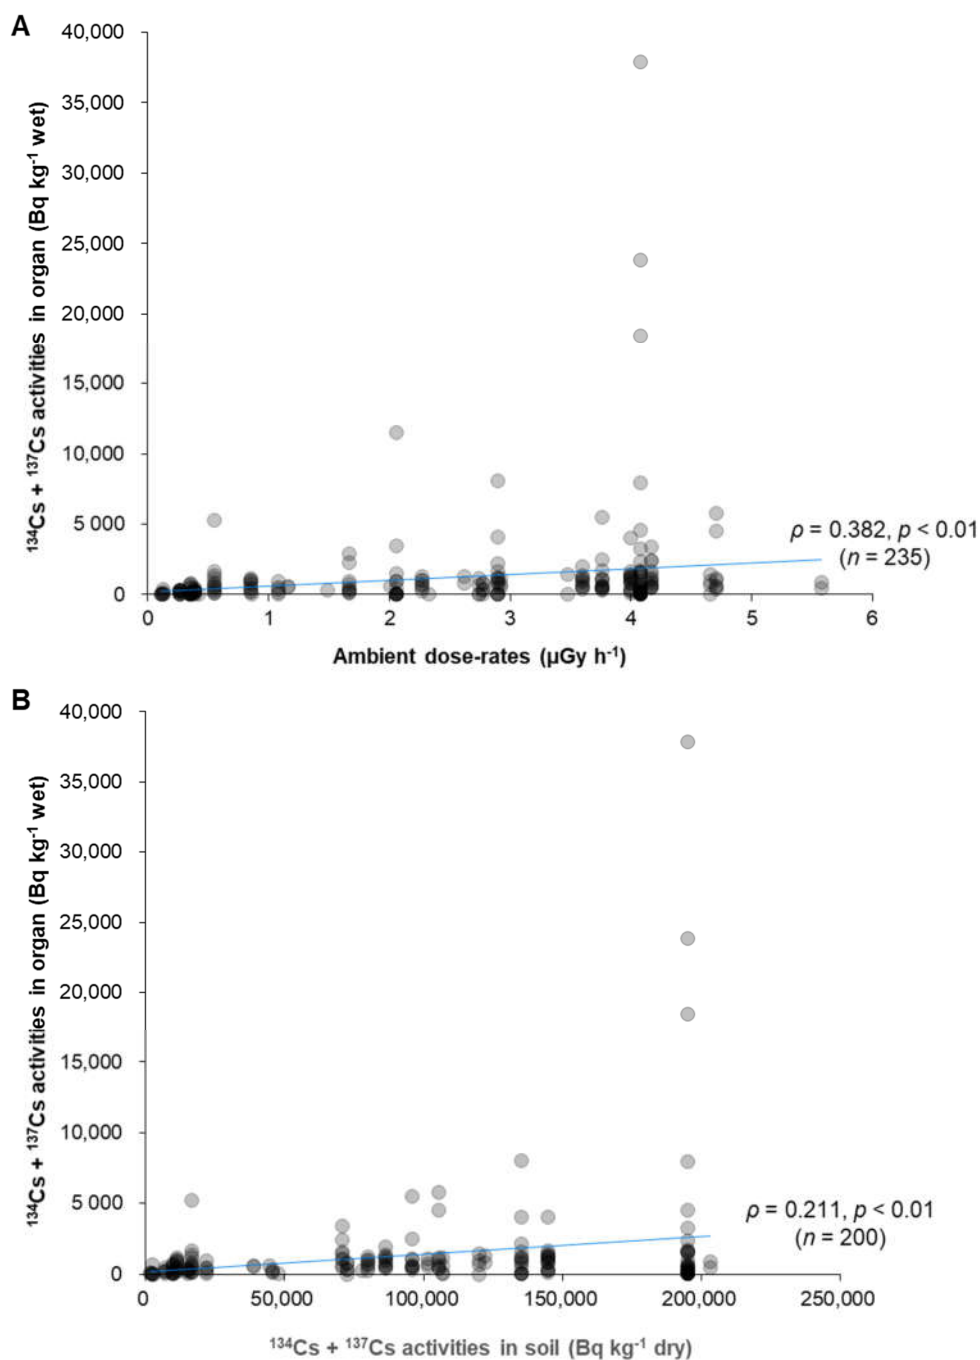 A
40,000
35,000
30,000
25,000
20,000
15,000
10,000
5 000
0
¹³⁴Cs + ¹³⁷Cs activities in organ (Bq kg⁻¹ wet)
ρ = 0.382, p < 0.01
(n = 235)
0 1 2 3 4 5 6
Ambient dose-rates (µGy h⁻¹)
B
40,000
35,000
30,000
25,000
20,000
15,000
10,000
5 000
0
¹³⁴Cs + ¹³⁷Cs activities in organ (Bq kg⁻¹ wet)
ρ = 0.211, p < 0.01
(n = 200)
0 50,000 100,000 150,000 200,000 250,000
¹³⁴Cs + ¹³⁷Cs activities in soil (Bq kg⁻¹ dry)